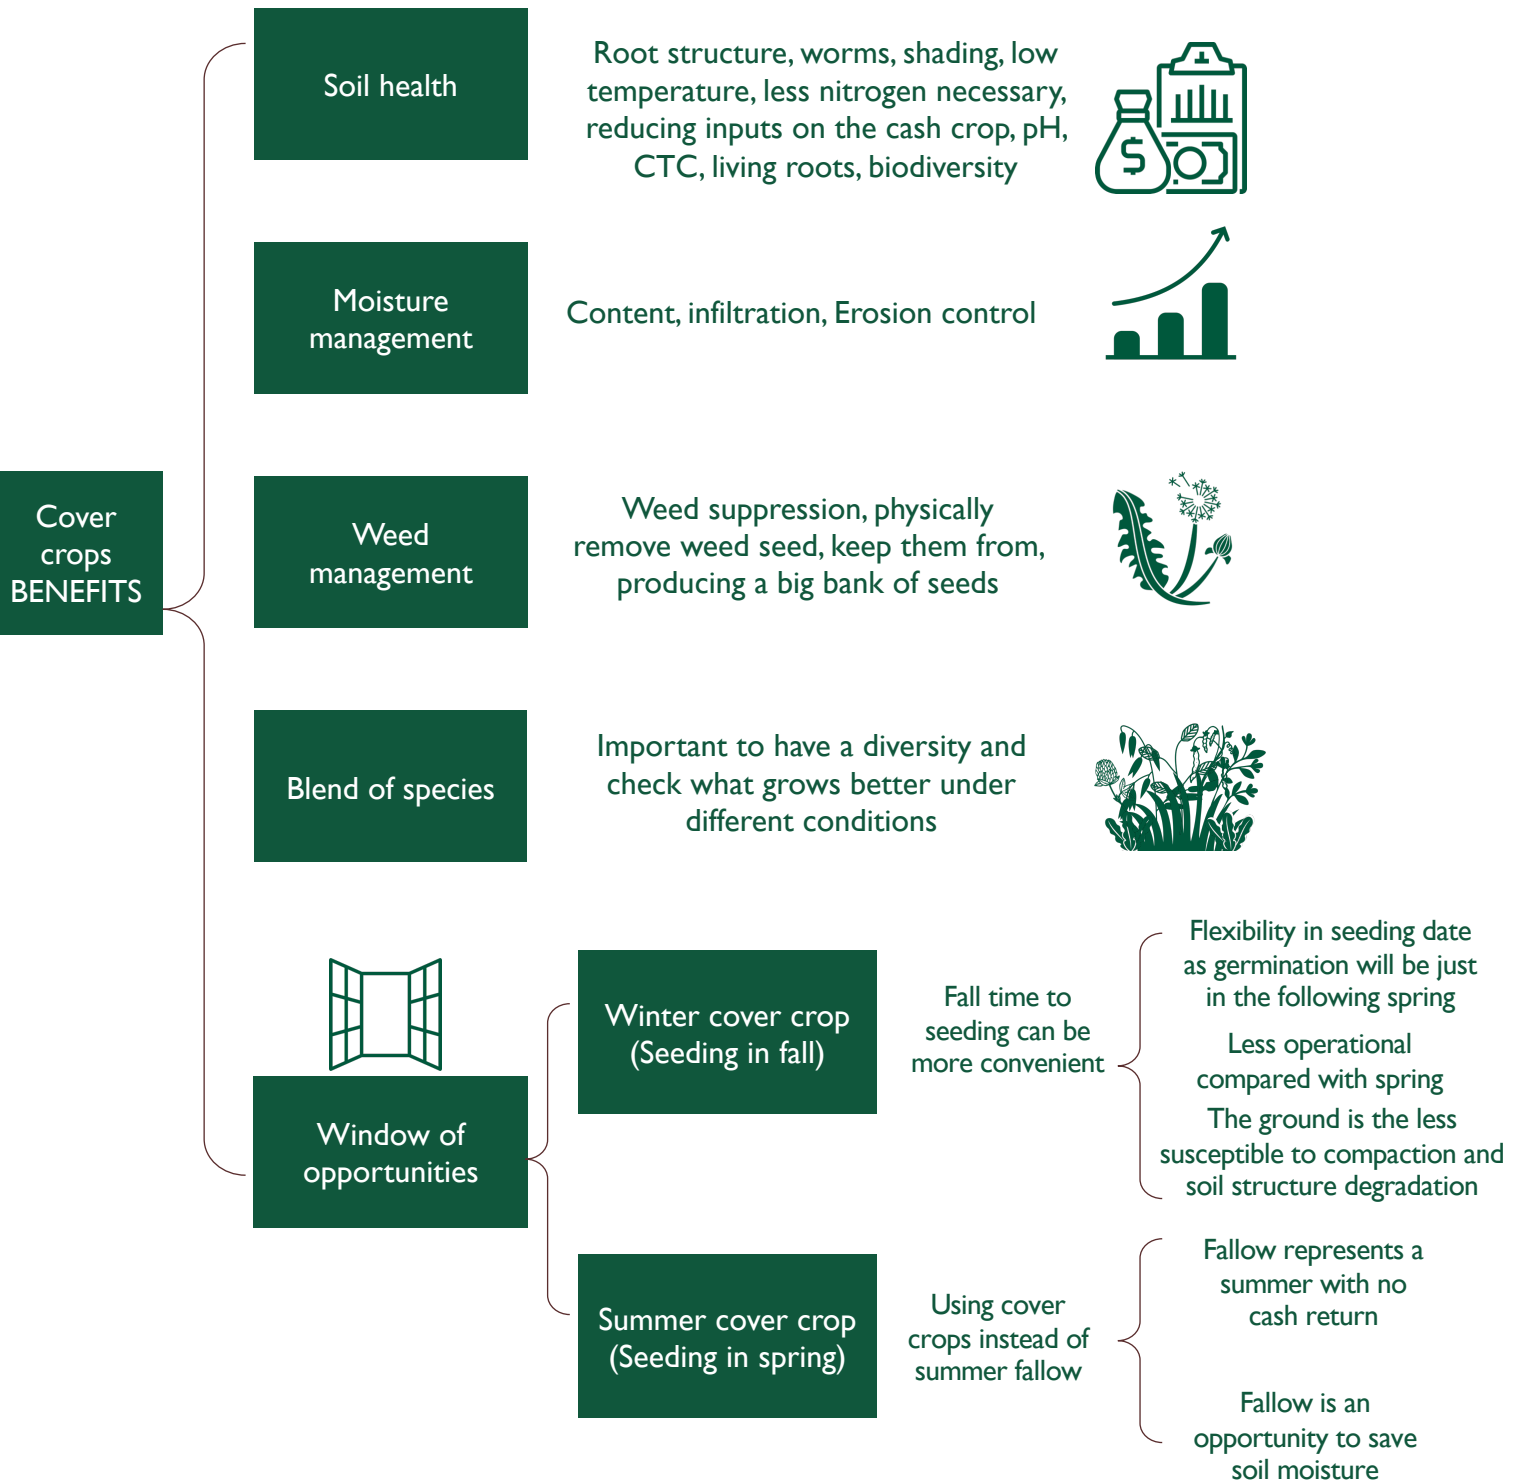 Cover
crops
BENEFITS
Soil health
Root structure, worms, shading, low
temperature, less nitrogen necessary,
reducing inputs on the cash crop, pH,
CTC, living roots, biodiversity
$
Moisture
management
Content, infiltration, Erosion control
Weed
management
Weed suppression, physically
remove weed seed, keep them from,
producing a big bank of seeds
Blend of species
Important to have a diversity and
check what grows better under
different conditions
Window of
opportunities
Winter cover crop
(Seeding in fall)
Fall time to
seeding can be
more convenient
Flexibility in seeding date
as germination will be just
in the following spring
Less operational
compared with spring
The ground is the less
susceptible to compaction and
soil structure degradation
Summer cover crop
(Seeding in spring)
Using cover
crops instead of
summer fallow
Fallow represents a
summer with no
cash return
Fallow is an
opportunity to save
soil moisture